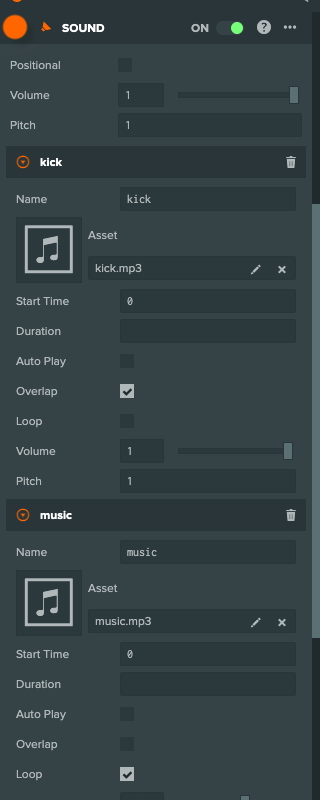 SOUND ON ? ...
Positional
Volume 1
Pitch 1
kick
Name kick
Asset
kick.mp3
Start Time 0
Duration
Auto Play
Overlap
Loop
Volume 1
Pitch 1
music
Name music
Asset
music.mp3
Start Time 0
Duration
Auto Play
Overlap
Loop